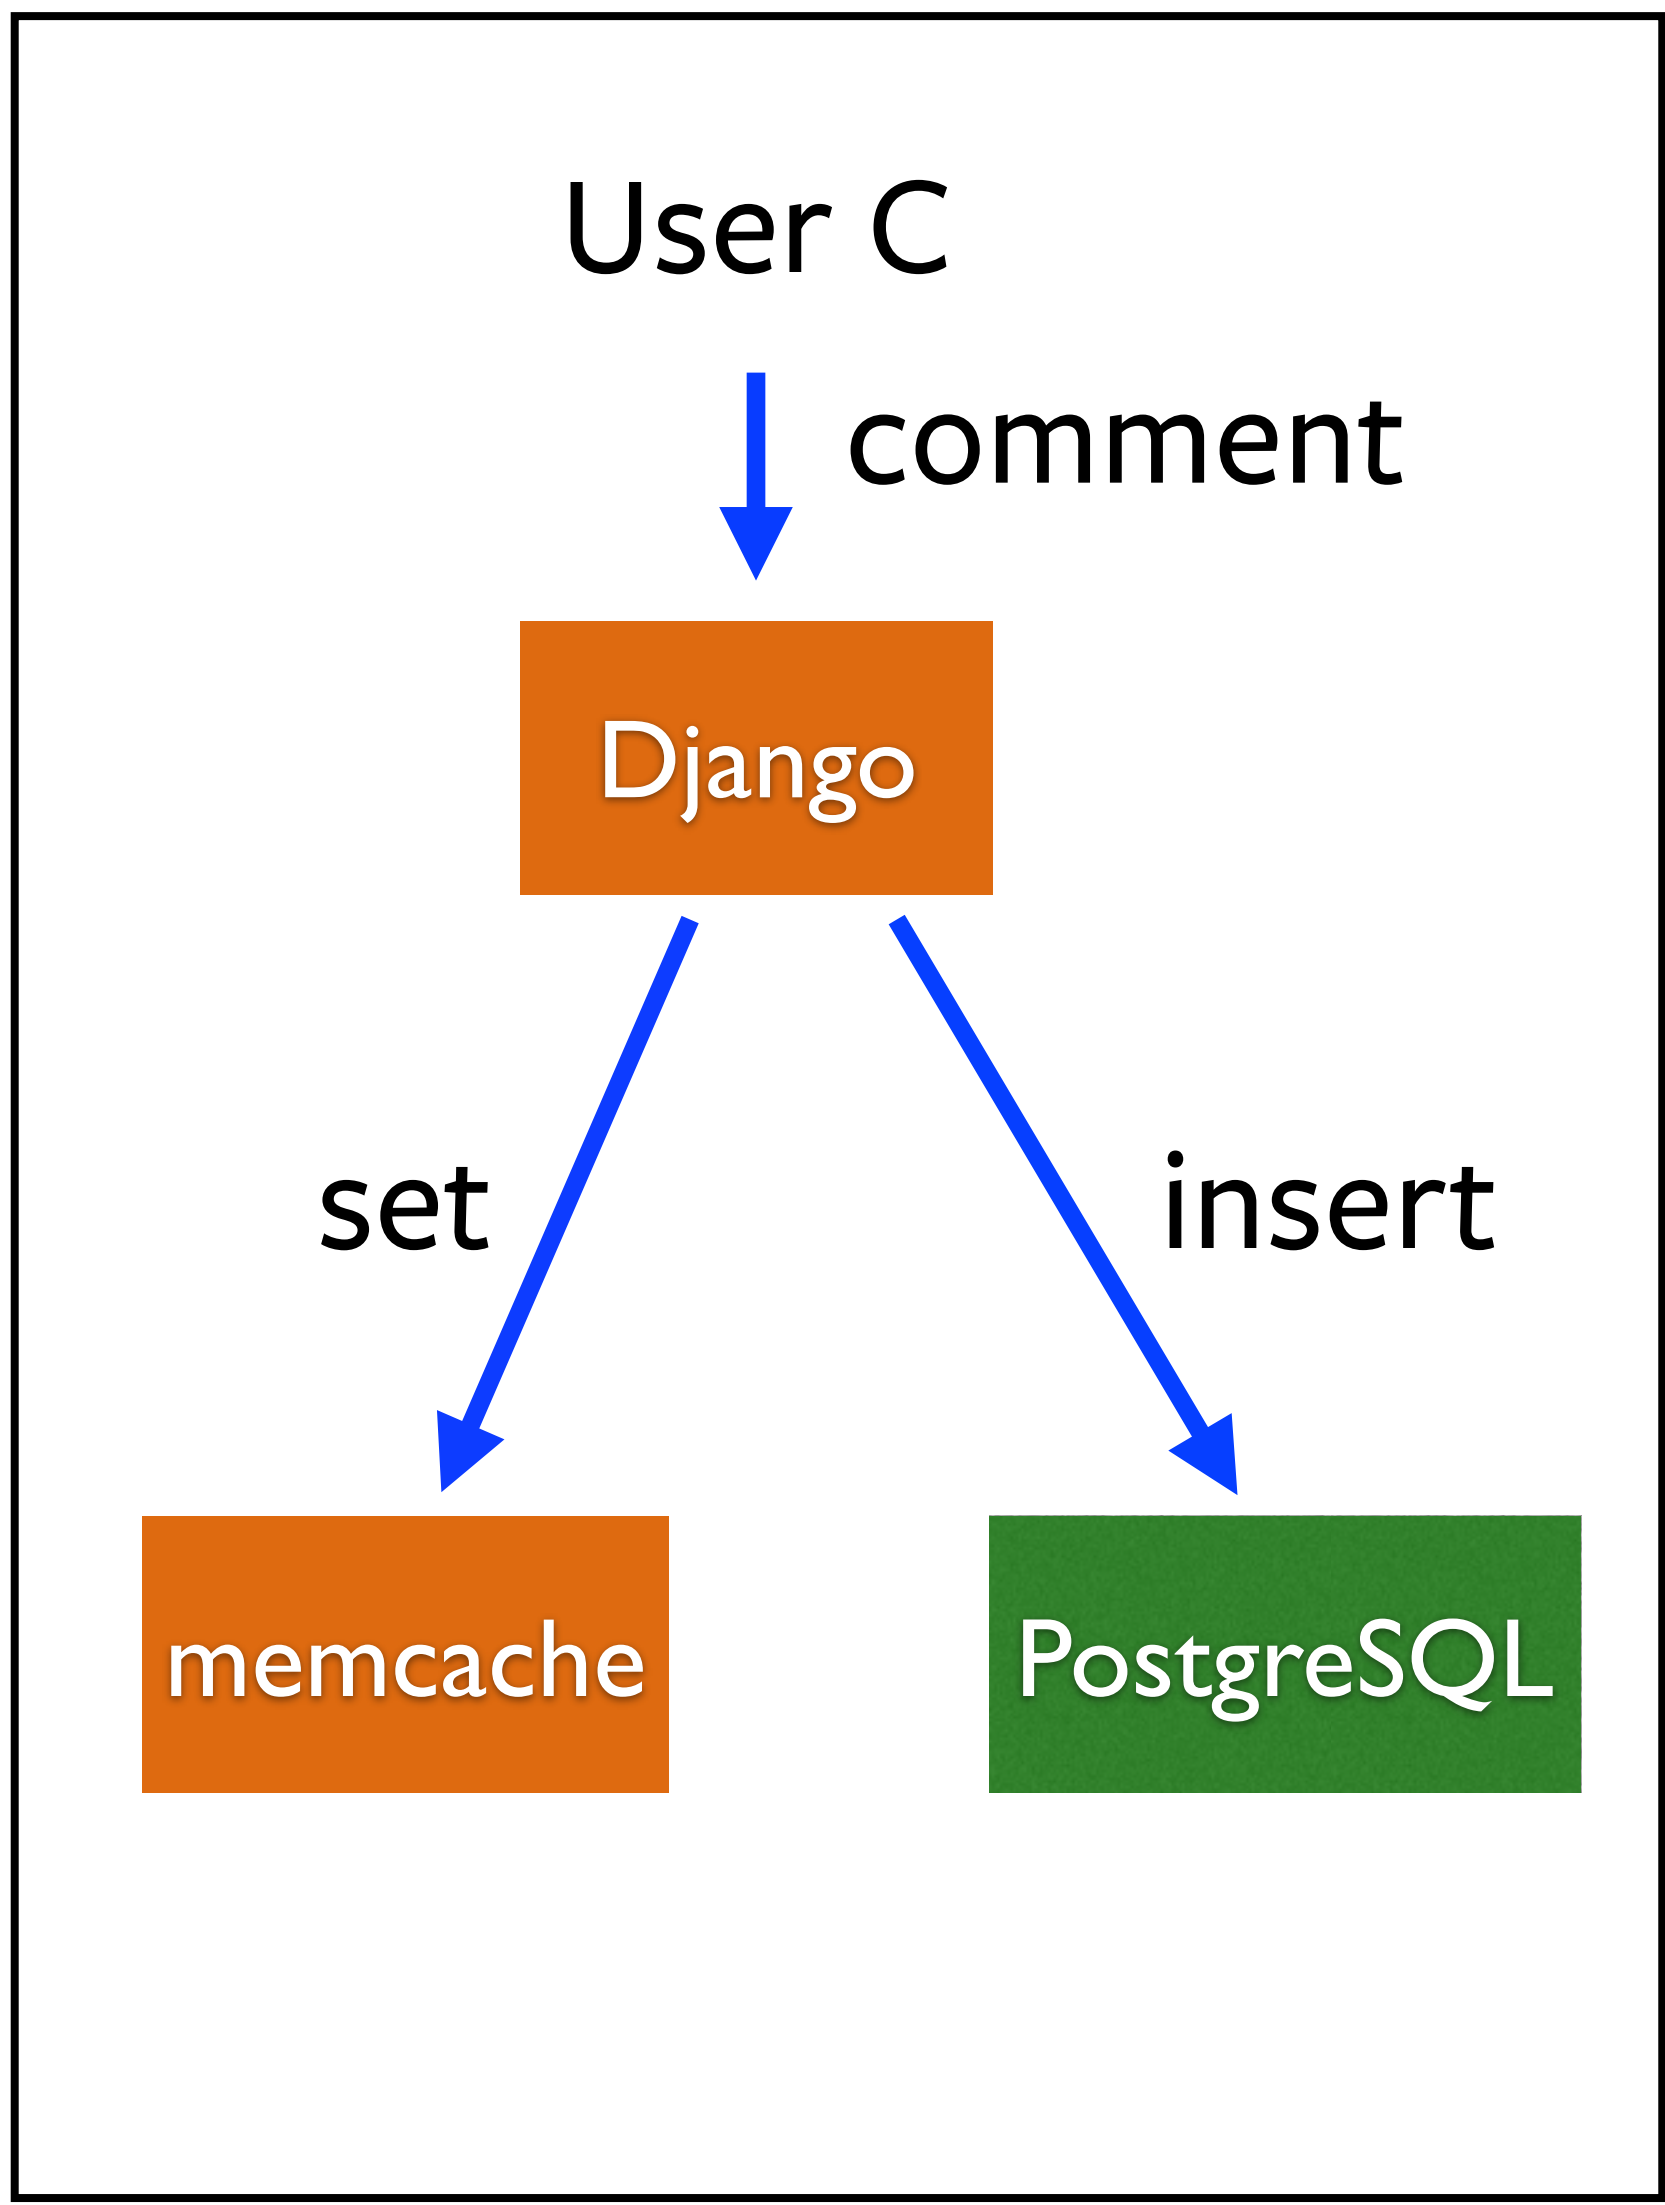 User C
comment
Django
set
insert
memcache
PostgreSQL